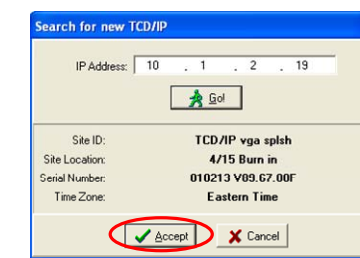 Search for new TCD/IP
IP Address: 10 . 1 . 2 . 19
Go!
Site ID: TCD/IP vga splsh
Site Location: 4/15 Burn in
Serial Number: 010213 V09.67.00F
Time Zone: Eastern Time
Accept Cancel